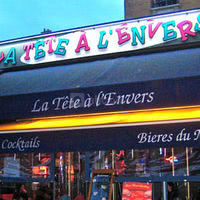 LA TÊTE À L'ENVERS
La Tête à l'Envers
Cocktails
Bieres du